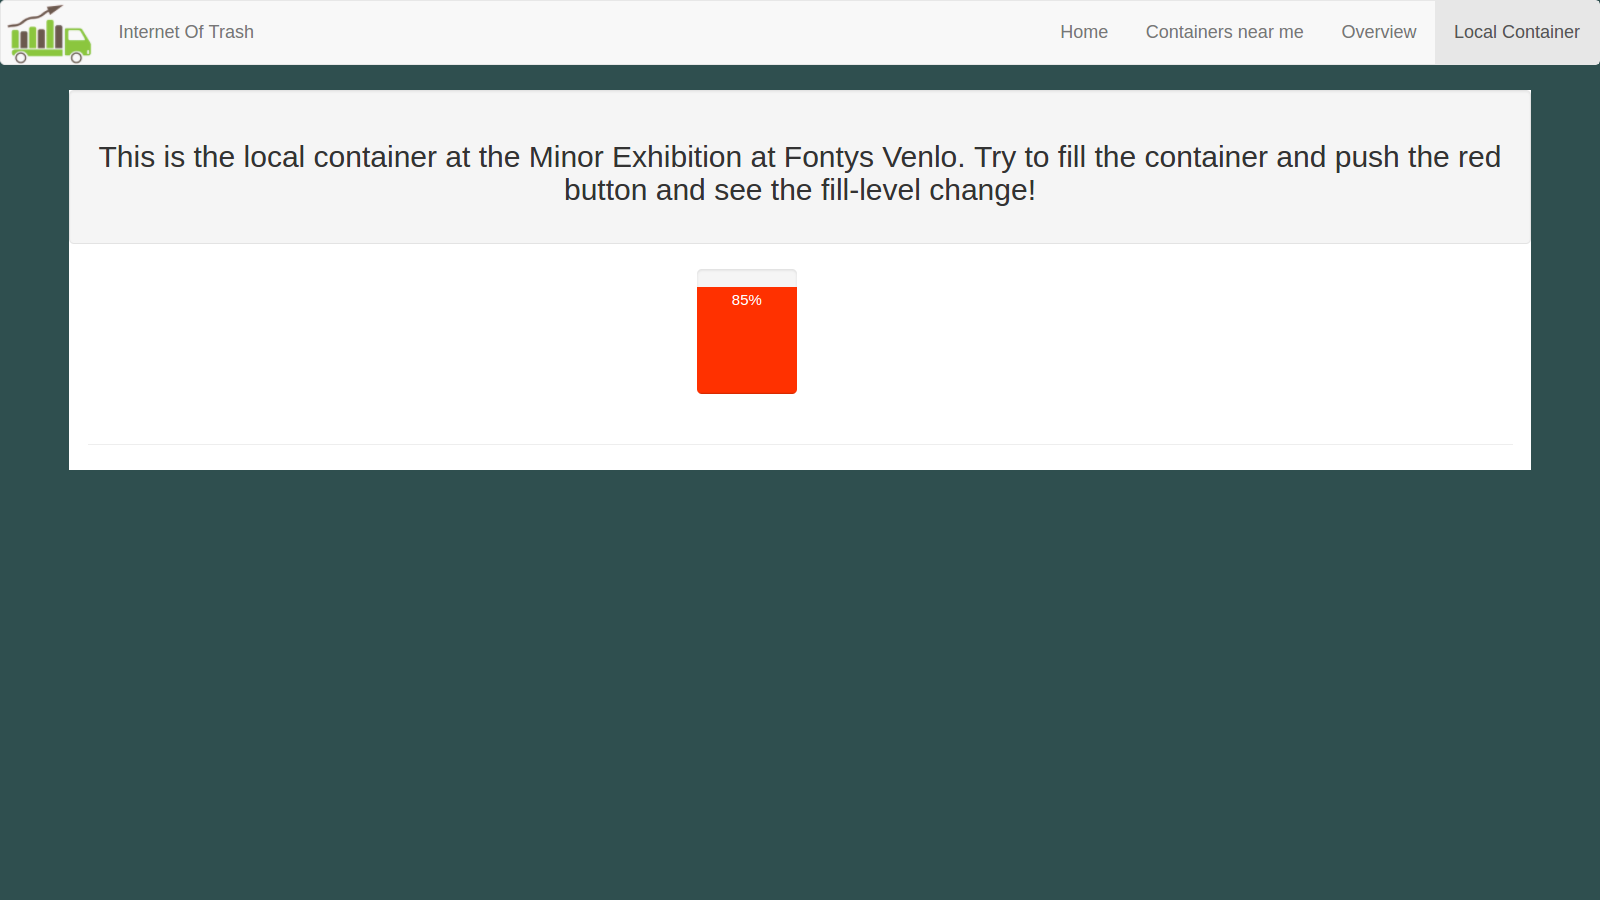 Internet Of Trash
Home
Containers near me
Overview
Local Container
This is the local container at the Minor Exhibition at Fontys Venlo. Try to fill the container and push the red
button and see the fill-level change!
85%